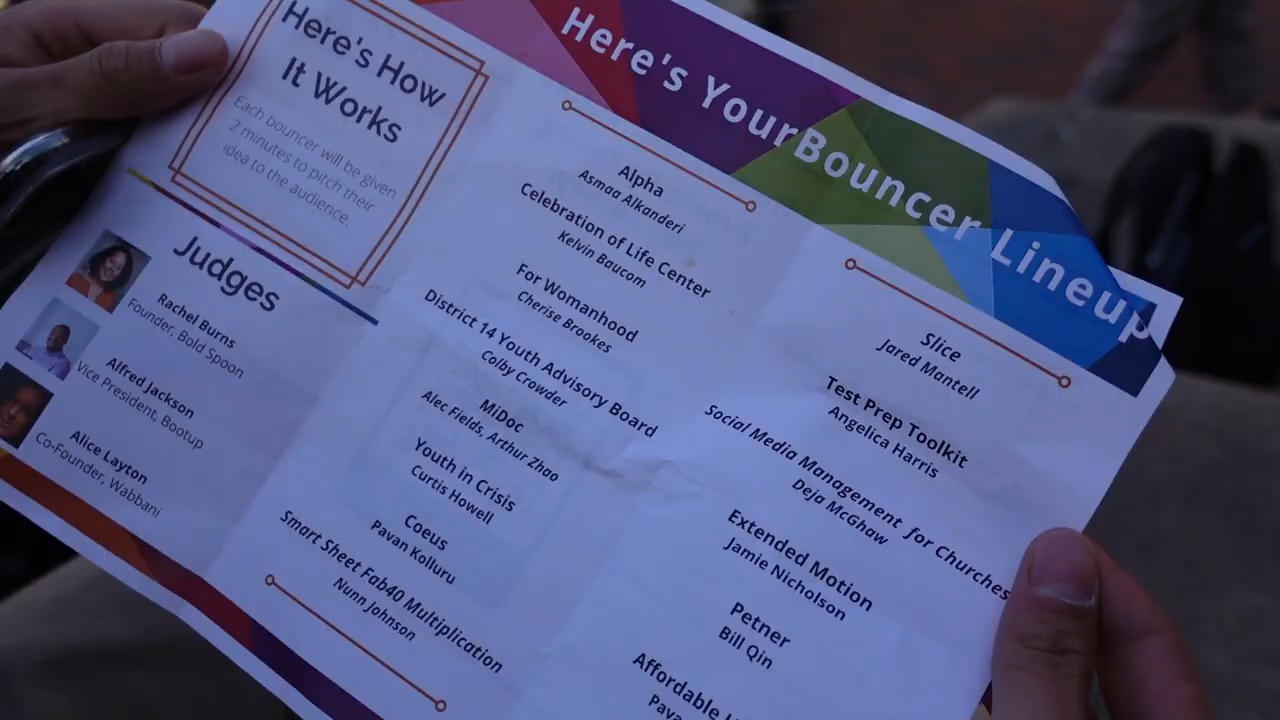 Here's How
It Works
Each bouncer will be given
2 minutes to pitch their
idea to the audience.
Judges
Rachel Burns
Founder, Bold Spoon
Alfred Jackson
Vice President, Bootup
Alice Layton
Co-Founder, Wabbani
Here's Your Bouncer Lineup
Alpha
Asmaa Alkanderi
Celebration of Life Center
Kelvin Baucom
For Womanhood
Cherise Brookes
District 14 Youth Advisory Board
Colby Crowder
MiDoc
Alec Fields, Arthur Zhao
Youth in Crisis
Curtis Howell
Coeus
Pavan Kolluru
Smart Sheet Fab40 Multiplication
Nunn Johnson
Slice
Jared Mantell
Test Prep Toolkit
Angelica Harris
Social Media Management for Churches
Deja McGhaw
Extended Motion
Jamie Nicholson
Petner
Bill Qin
Affordable